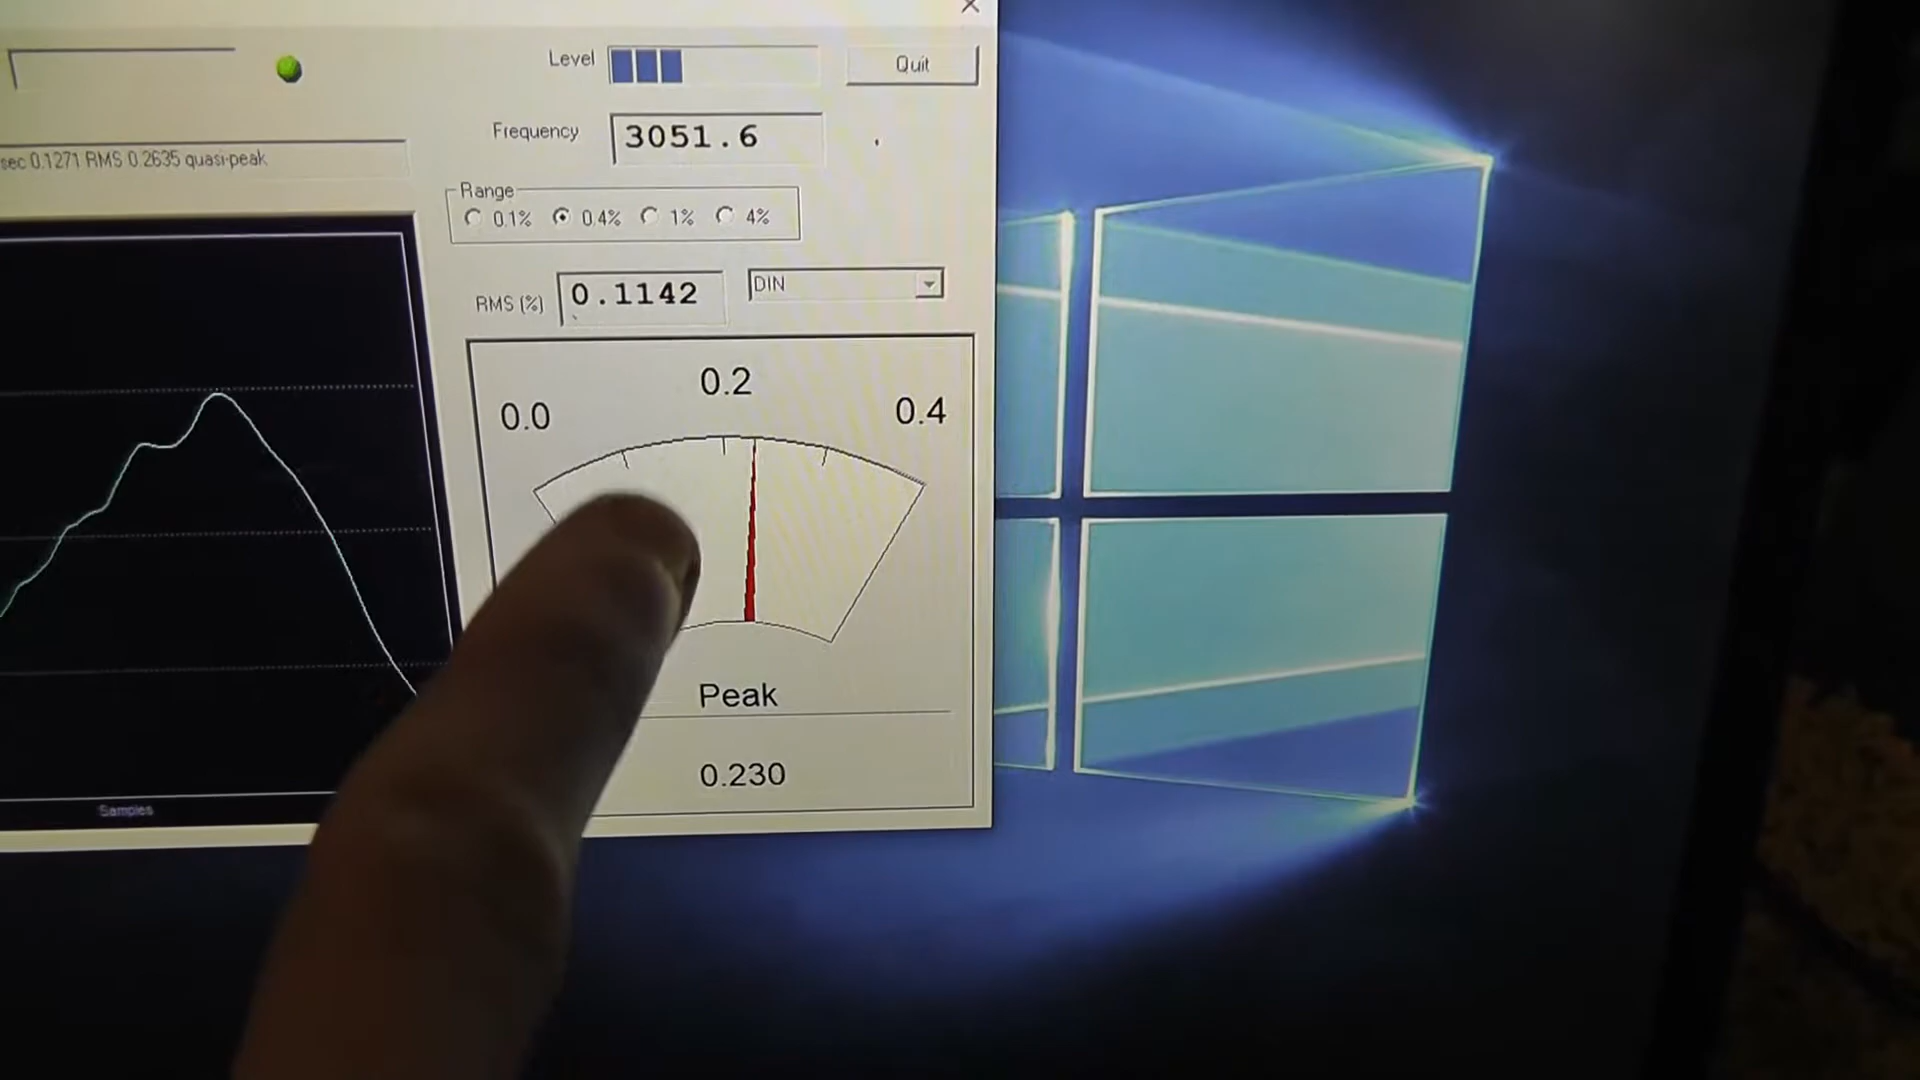 Level
Quit
Frequency 3051.6
sec 0.1271 RMS 0.2635 quasi-peak
Range
0.1% 0.4% 1% 4%
RMS (%) 0.1142 DIN
0.0 0.2 0.4
Peak
0.230
Samples